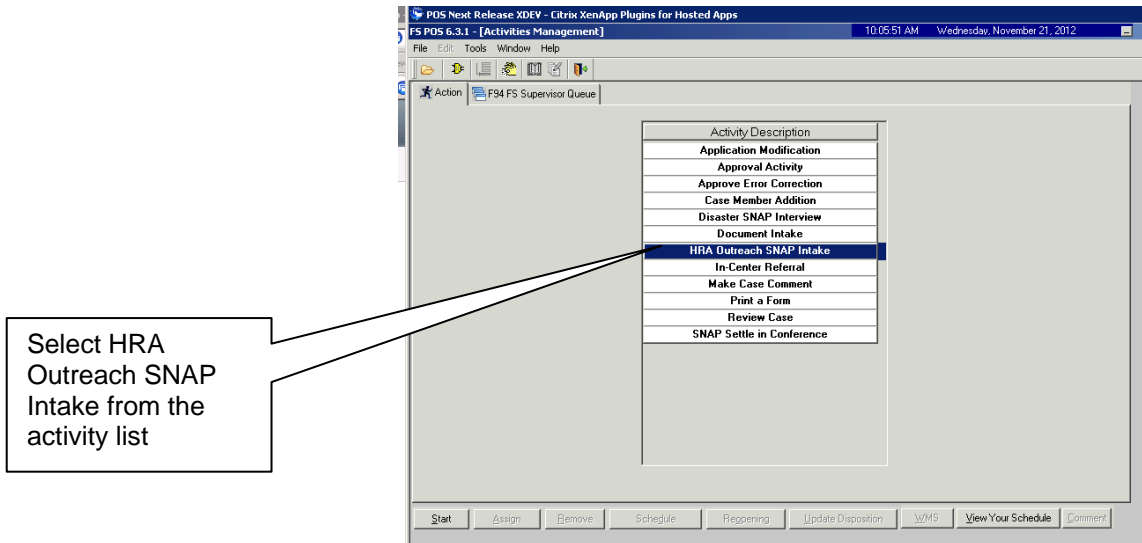 POS Next Release XDEV - Citrix XenApp Plugins for Hosted Apps
FS POS 6.3.1 - [Activities Management] 10:05:51 AM Wednesday, November 21, 2012
File Edit Tools Window Help
Action F94 FS Supervisor Queue
Activity Description
Application Modification
Approval Activity
Approve Error Correction
Case Member Addition
Disaster SNAP Interview
Document Intake
HRA Outreach SNAP Intake
In-Center Referral
Make Case Comment
Print a Form
Review Case
SNAP Settle in Conference
Select HRA
Outreach SNAP
Intake from the
activity list
Start Assign Remove Schedule Reopening Update Disposition WMS View Your Schedule Comment